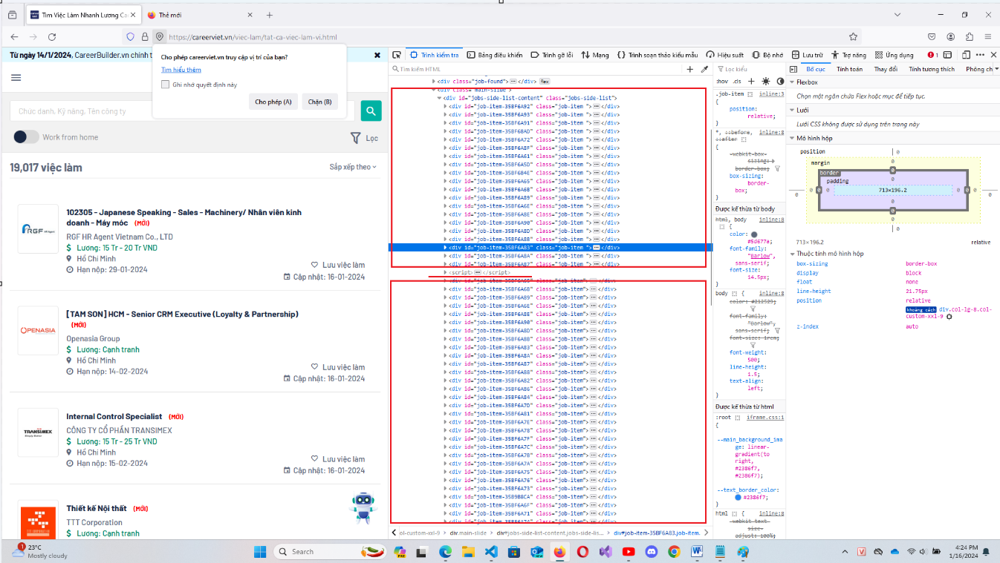 Tìm Việc Làm Nhanh Lương Ca
Thẻ mới
https://careerviet.vn/viec-lam/tat-ca-viec-lam-vi.html
Từ ngày 14/1/2024, CareerBuilder.vn chính t
Cho phép careerviet.vn truy cập vị trí của bạn?
Tìm hiểu thêm
Ghi nhớ quyết định này
Cho phép (A)
Chặn (B)
Chức danh, Kỹ năng, Tên công ty
Work from home
Lọc
19,017 việc làm
Sắp xếp theo
102305 - Japanese Speaking - Sales - Machinery/ Nhân viên kinh
doanh - Máy móc (MỚI)
RGF HR Agent
RGF HR Agent Vietnam Co., LTD
Lương: 15 Tr - 20 Tr VND
Hồ Chí Minh
Lưu việc làm
Hạn nộp: 29-01-2024
Cập nhật: 16-01-2024
[TAM SON] HCM - Senior CRM Executive (Loyalty & Partnership)
(MỚI)
OPENASIA
Openasia Group
Lương: Cạnh tranh
Hồ Chí Minh
Lưu việc làm
Hạn nộp: 14-02-2024
Cập nhật: 16-01-2024
Internal Control Specialist (MỚI)
TRANSIMEX
CÔNG TY CỔ PHẦN TRANSIMEX
Lương: 15 Tr - 25 Tr VND
Hồ Chí Minh
Lưu việc làm
Hạn nộp: 15-02-2024
Cập nhật: 16-01-2024
Thiết kế Nội thất (MỚI)
TTT Corporation
Lương: Cạnh tranh
Trình kiểm tra
Bảng điều khiển
Trình gỡ lỗi
Mạng
Trình soạn thảo kiểu mẫu
Hiệu suất
Bộ nhớ
Lưu trữ
Trợ năng
Ứng dụng
1
Tìm kiếm HTML
<div class="job-found"></div> flex
<div class="main-slide">
<div id="jobs-side-list-content" class="jobs-side-list">
<div id="job-item-35BF6A92" class="job-item "></div>
<div id="job-item-35BF6A93" class="job-item "></div>
<div id="job-item-35BF6A91" class="job-item "></div>
<div id="job-item-35BF68AD" class="job-item "></div>
<div id="job-item-35BF6A72" class="job-item "></div>
<div id="job-item-35BF6A8F" class="job-item "></div>
<div id="job-item-35BF6A61" class="job-item "></div>
<div id="job-item-35BF6A5D" class="job-item "></div>
<div id="job-item-35BF684E" class="job-item "></div>
<div id="job-item-35BF6A65" class="job-item "></div>
<div id="job-item-35BF6A6B" class="job-item "></div>
<div id="job-item-35BF6A89" class="job-item "></div>
<div id="job-item-35BF6A6E" class="job-item "></div>
<div id="job-item-35BF6A8E" class="job-item "></div>
<div id="job-item-35BF6A90" class="job-item "></div>
<div id="job-item-35BF6A8D" class="job-item "></div>
<div id="job-item-35BF6A8B" class="job-item "></div>
<div id="job-item-35BF6A83" class="job-item "></div>
<div id="job-item-35BF6A8A" class="job-item "></div>
<div id="job-item-35BF6A87" class="job-item "></div>
<script></script>
<div id="job-item-35BF6A65" class="job-item"></div>
<div id="job-item-35BF6A6B" class="job-item"></div>
<div id="job-item-35BF6A89" class="job-item"></div>
<div id="job-item-35BF6A6E" class="job-item"></div>
<div id="job-item-35BF6A8E" class="job-item"></div>
<div id="job-item-35BF6A90" class="job-item"></div>
<div id="job-item-35BF6A8D" class="job-item"></div>
<div id="job-item-35BF6A8B" class="job-item"></div>
<div id="job-item-35BF6A83" class="job-item"></div>
<div id="job-item-35BF6A8A" class="job-item"></div>
<div id="job-item-35BF6A87" class="job-item"></div>
<div id="job-item-35BF6A88" class="job-item"></div>
<div id="job-item-35BF6A82" class="job-item"></div>
<div id="job-item-35BF6A86" class="job-item"></div>
<div id="job-item-35BF6A84" class="job-item"></div>
<div id="job-item-35BF6A7D" class="job-item"></div>
<div id="job-item-35BF6A81" class="job-item"></div>
<div id="job-item-35BF6A7E" class="job-item"></div>
<div id="job-item-35BF6A78" class="job-item"></div>
<div id="job-item-35BF6A7F" class="job-item"></div>
<div id="job-item-35BF6A7C" class="job-item"></div>
<div id="job-item-35BF6A7B" class="job-item"></div>
<div id="job-item-35BF6A7A" class="job-item"></div>
<div id="job-item-35BF6A75" class="job-item"></div>
<div id="job-item-35BF6A76" class="job-item"></div>
<div id="job-item-35BF6A73" class="job-item"></div>
<div id="job-item-35B9B8CA" class="job-item"></div>
<div id="job-item-35BF6A6F" class="job-item"></div>
<div id="job-item-35BF6A71" class="job-item"></div>
<div id="job-item-35BF6A74" class="job-item"></div>
ol-custom-xxl-9 > div.main-slide > div#jobs-side-list-content.jobs-side-lis... > div#job-item-35BF6A83.job-item.
Lọc kiểu
:hov .cls
.job-item inline:3
{
position:
relative;
}
*, ::before, inline:8
::after
{
-webkit-box-
sizing:
border-box;
box-sizing:
border-
box;
}
Được kế thừa từ body
html, body inline:8
{
color:
#5d677a;
font-family:
"Barlow",
sans-serif;
font-size:
14.5px;
}
body { inline:8
color: #212529;
font-family:
"Barlow",
sans-serif;
font-size: 1rem;
font-weight:
500;
line-height:
1.5;
text-align:
left;
}
Được kế thừa từ html
:root iframe.css:1
{
--main_background_ima
ge: linear-
gradient(to
right,
#2386f7,
#2386f7);
--text_border_color:
#2386f7;
}
html { inline:8
-webkit-text-
size-
adjust: 100%;
Bố cục
Tính toán
Thay đổi
Tính tương thích
Phông ch
Flexbox
Chọn một ngăn chứa Flex hoặc mục để tiếp tục.
Lưới
Lưới CSS không được sử dụng trên trang này
Mô hình hộp
position 0
margin 0
border 0
padding 0
0 0 0 0 713×196.2 0 0 0 0
0
0
0
0
713×196.2
relative
Thuộc tính mô hình hộp
box-sizing border-box
display block
float none
line-height 21.75px
position relative
khoảng cách div.col-lg-8.col-
custom-xxl-9
z-index auto
1
23°C
Mostly cloudy
Search
PRE
4:24 PM
1/16/2024